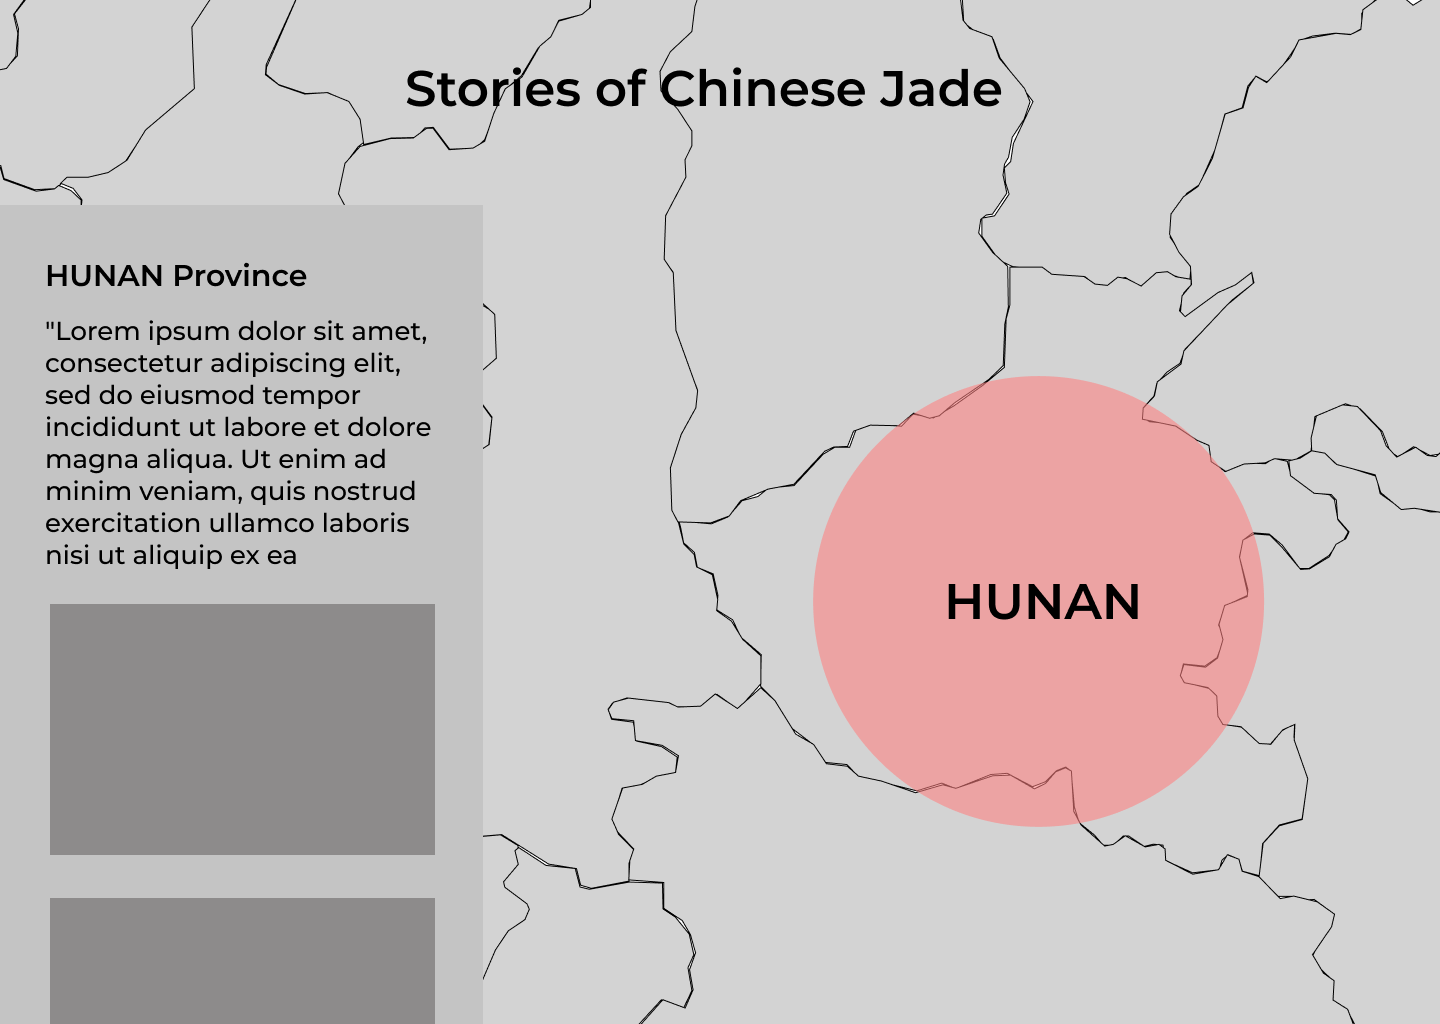 Stories of Chinese Jade
HUNAN Province
"Lorem ipsum dolor sit amet,
consectetur adipiscing elit,
sed do eiusmod tempor
incididunt ut labore et dolore
magna aliqua. Ut enim ad
minim veniam, quis nostrud
exercitation ullamco laboris
nisi ut aliquip ex ea
HUNAN